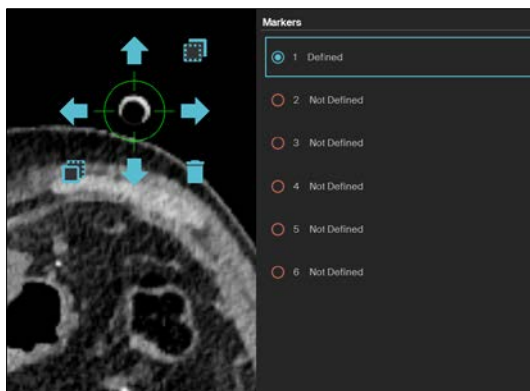 Markers
1 Defined
2 Not Defined
3 Not Defined
4 Not Defined
5 Not Defined
6 Not Defined